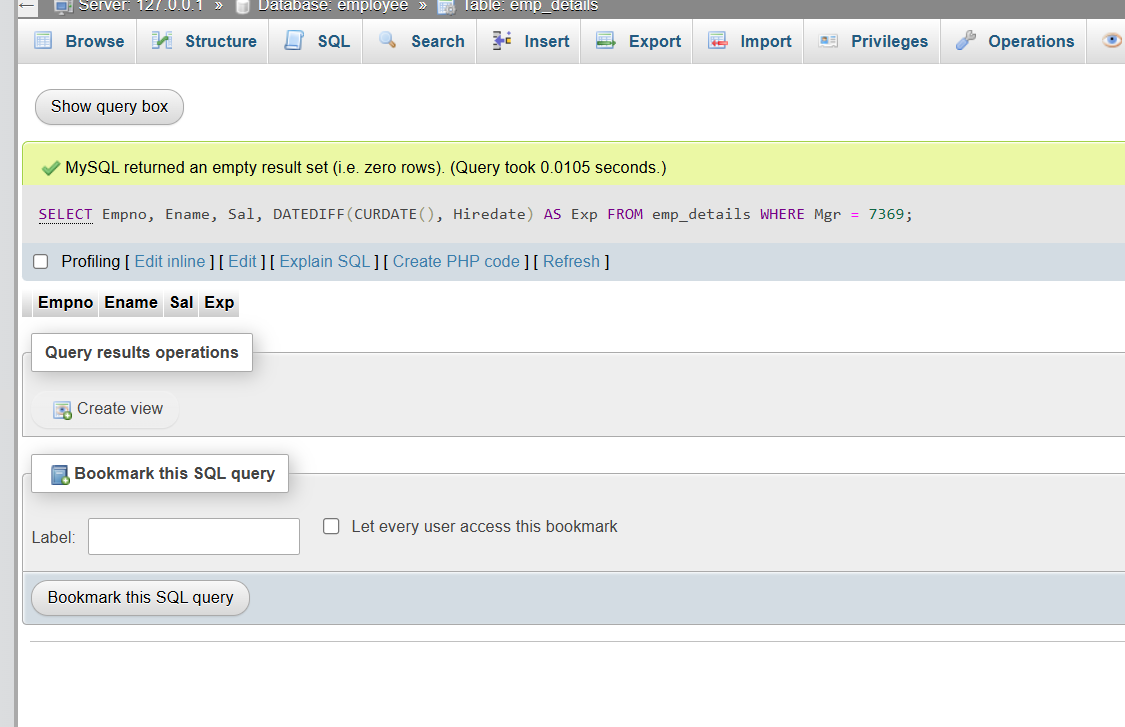 Server: 127.0.0.1 » Database: employee » Table: emp_details
Browse Structure SQL Search Insert Export Import Privileges Operations
Show query box
MySQL returned an empty result set (i.e. zero rows). (Query took 0.0105 seconds.)
SELECT Empno, Ename, Sal, DATEDIFF(CURDATE(), Hiredate) AS Exp FROM emp_details WHERE Mgr = 7369;
Profiling [ Edit inline ] [ Edit ] [ Explain SQL ] [ Create PHP code ] [ Refresh ]
Empno Ename Sal Exp
Query results operations
Create view
Bookmark this SQL query
Label: Let every user access this bookmark
Bookmark this SQL query